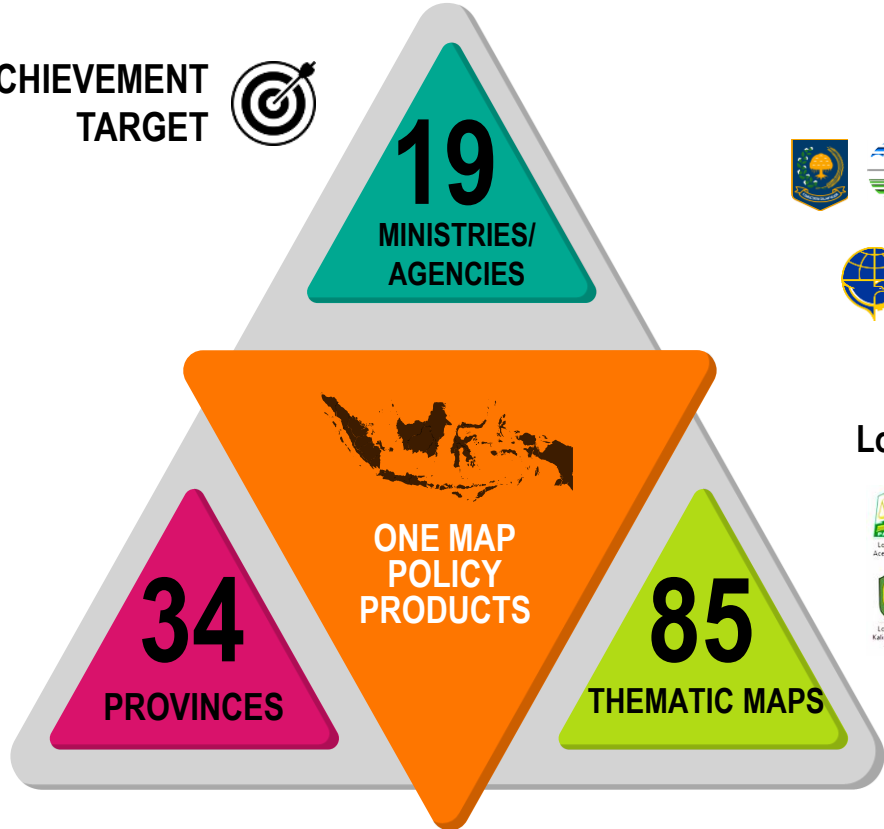 CHIEVEMENT
TARGET
19
MINISTRIES/
AGENCIES
ONE MAP
POLICY
PRODUCTS
34
PROVINCES
85
THEMATIC MAPS
Lo